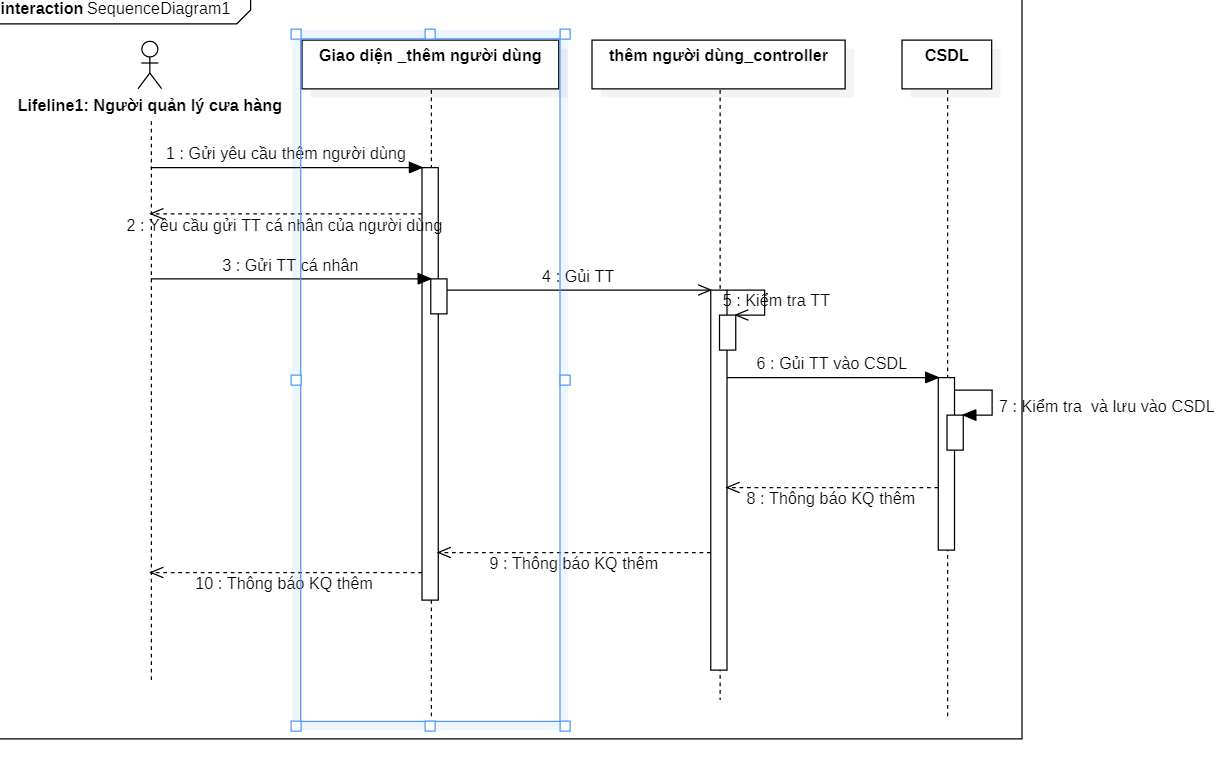 interaction SequenceDiagram1
Giao diện _thêm người dùng
thêm người dùng_controller
CSDL
Lifeline1: Người quản lý cưa hàng
1 : Gửi yêu cầu thêm người dùng
2 : Yêu cầu gửi TT cá nhân của người dùng
3 : Gửi TT cá nhân
4 : Gủi TT
5 : Kiểm tra TT
6 : Gủi TT vào CSDL
7 : Kiểm tra  và lưu vào CSDL
8 : Thông báo KQ thêm
9 : Thông báo KQ thêm
10 : Thông báo KQ thêm